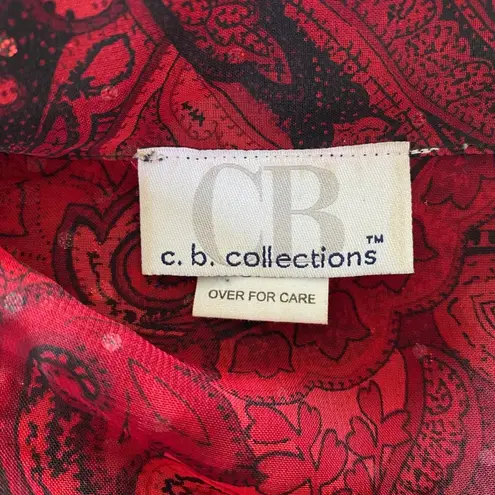 CB
c. b. collections™
OVER FOR CARE